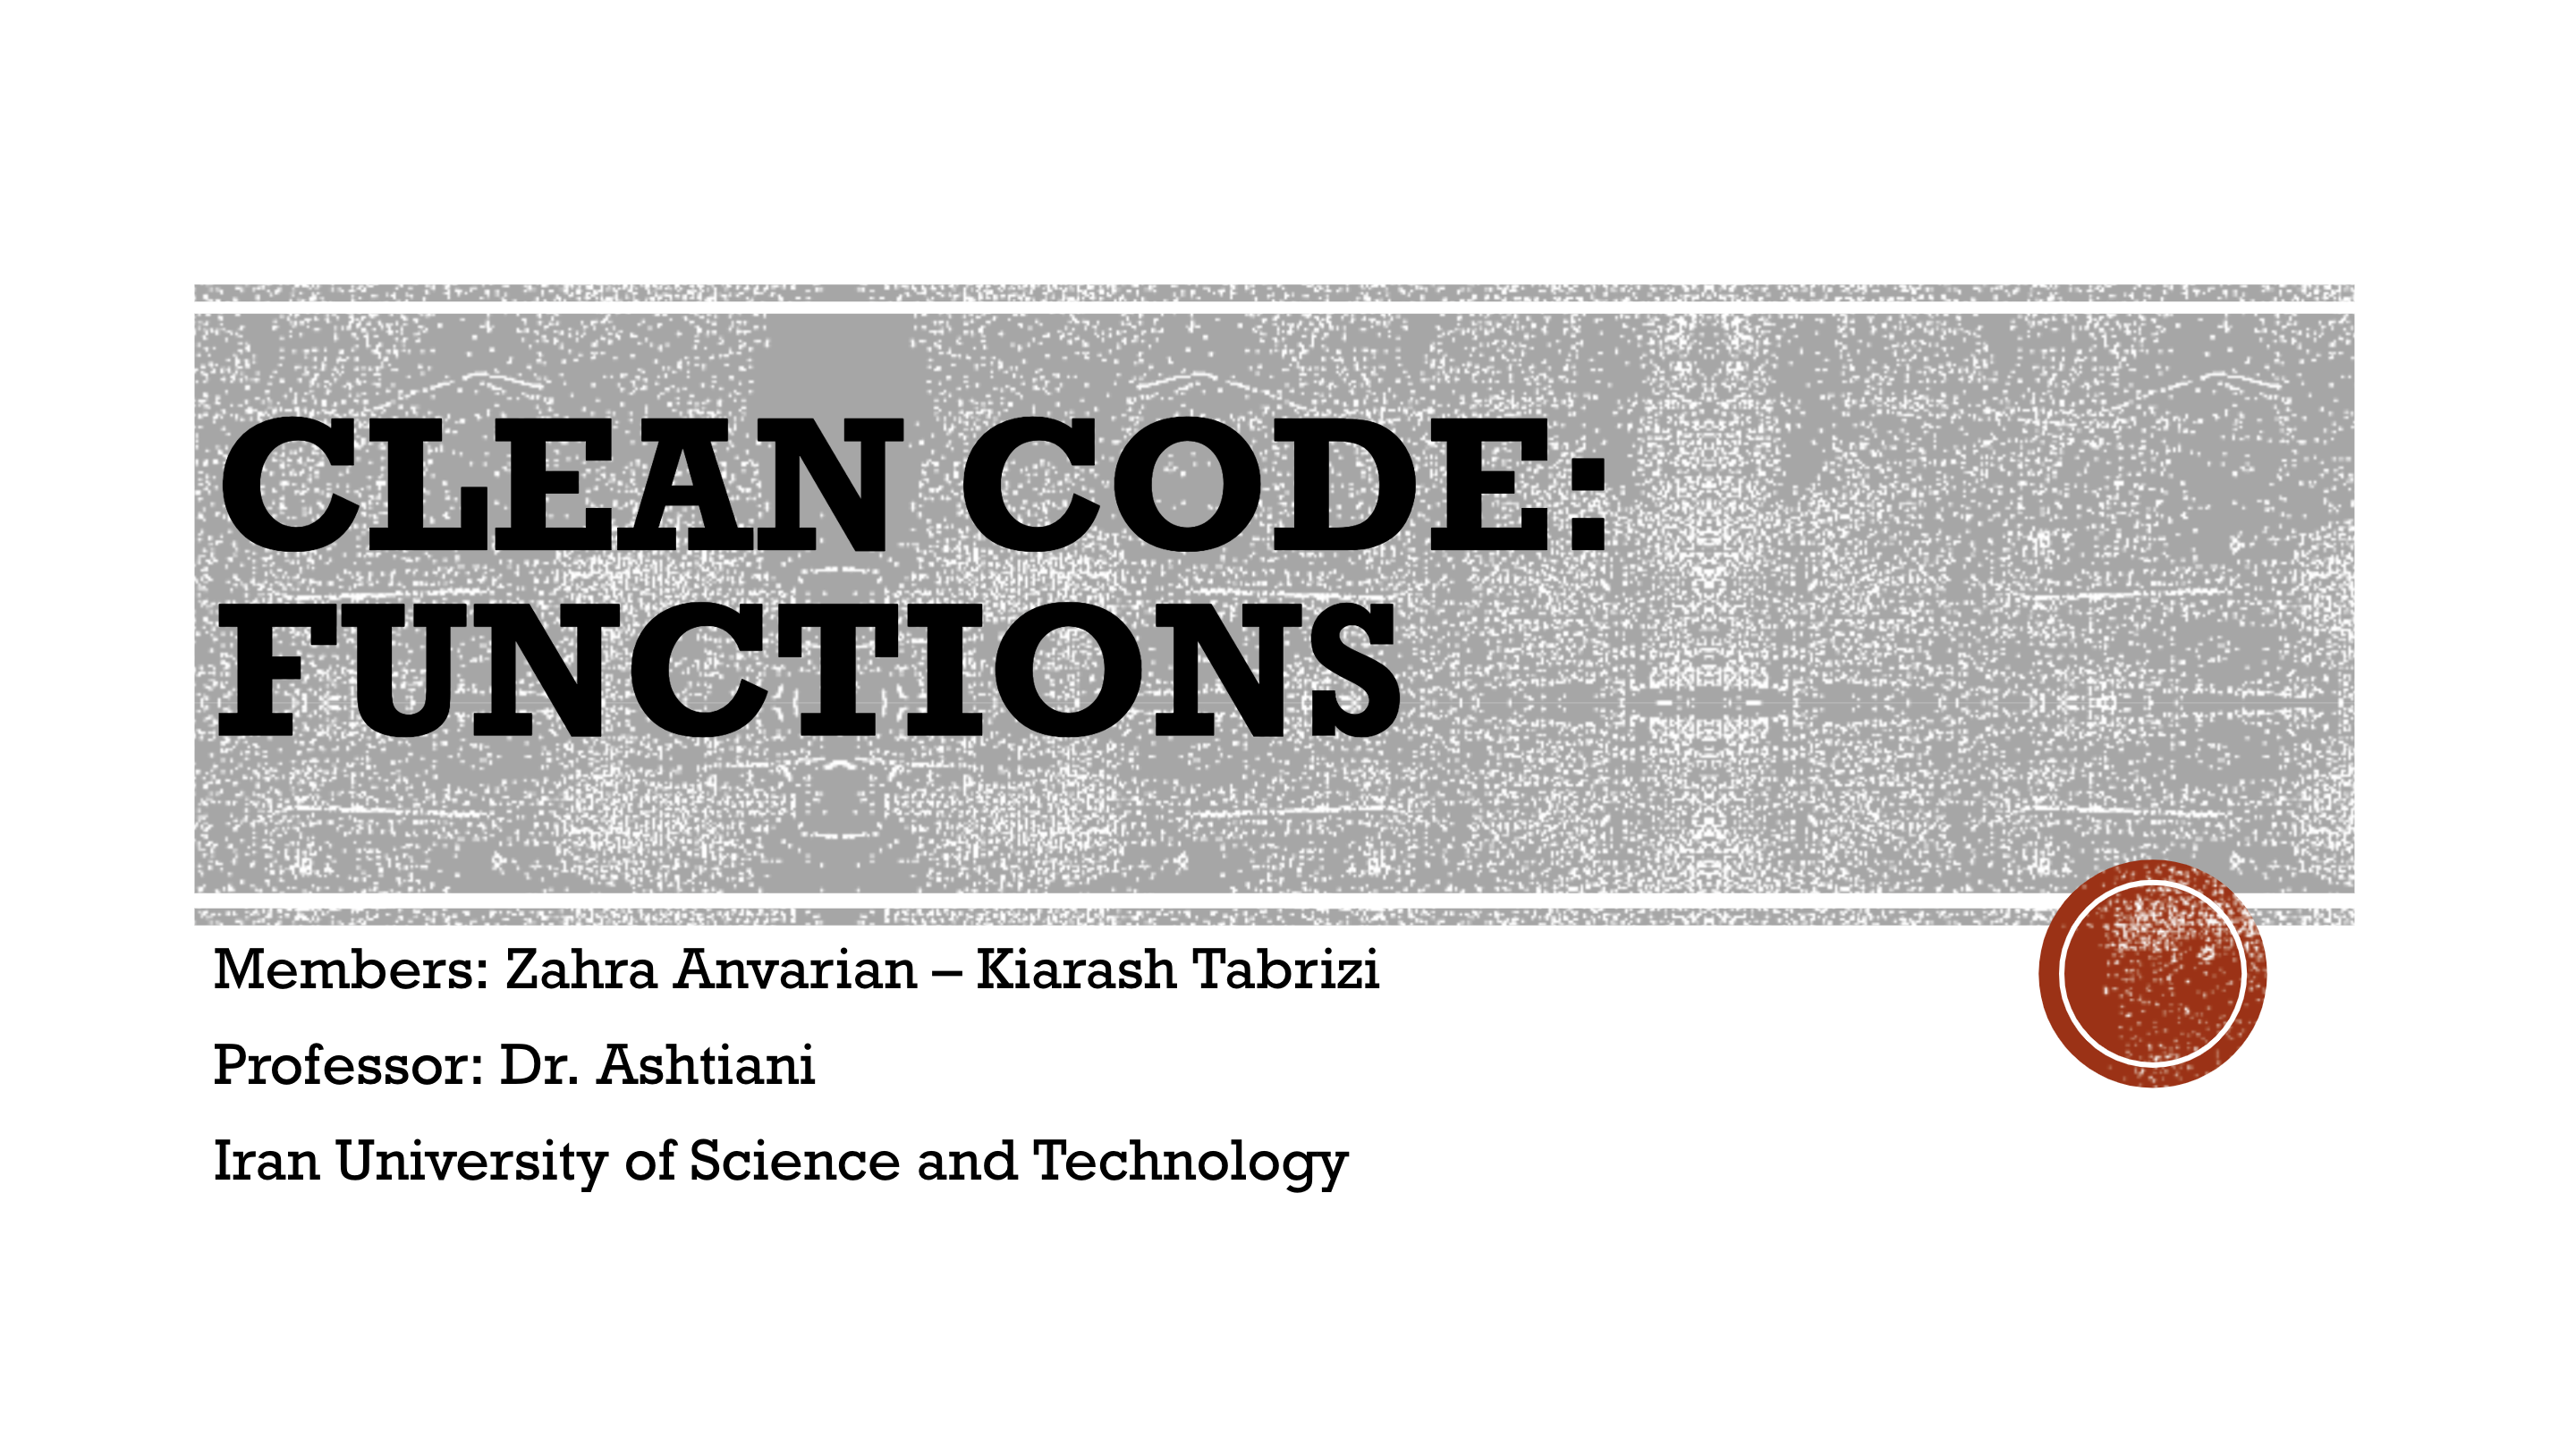 CLEAN CODE:
FUNCTIONS
Members: Zahra Anvarian – Kiarash Tabrizi
Professor: Dr. Ashtiani
Iran University of Science and Technology